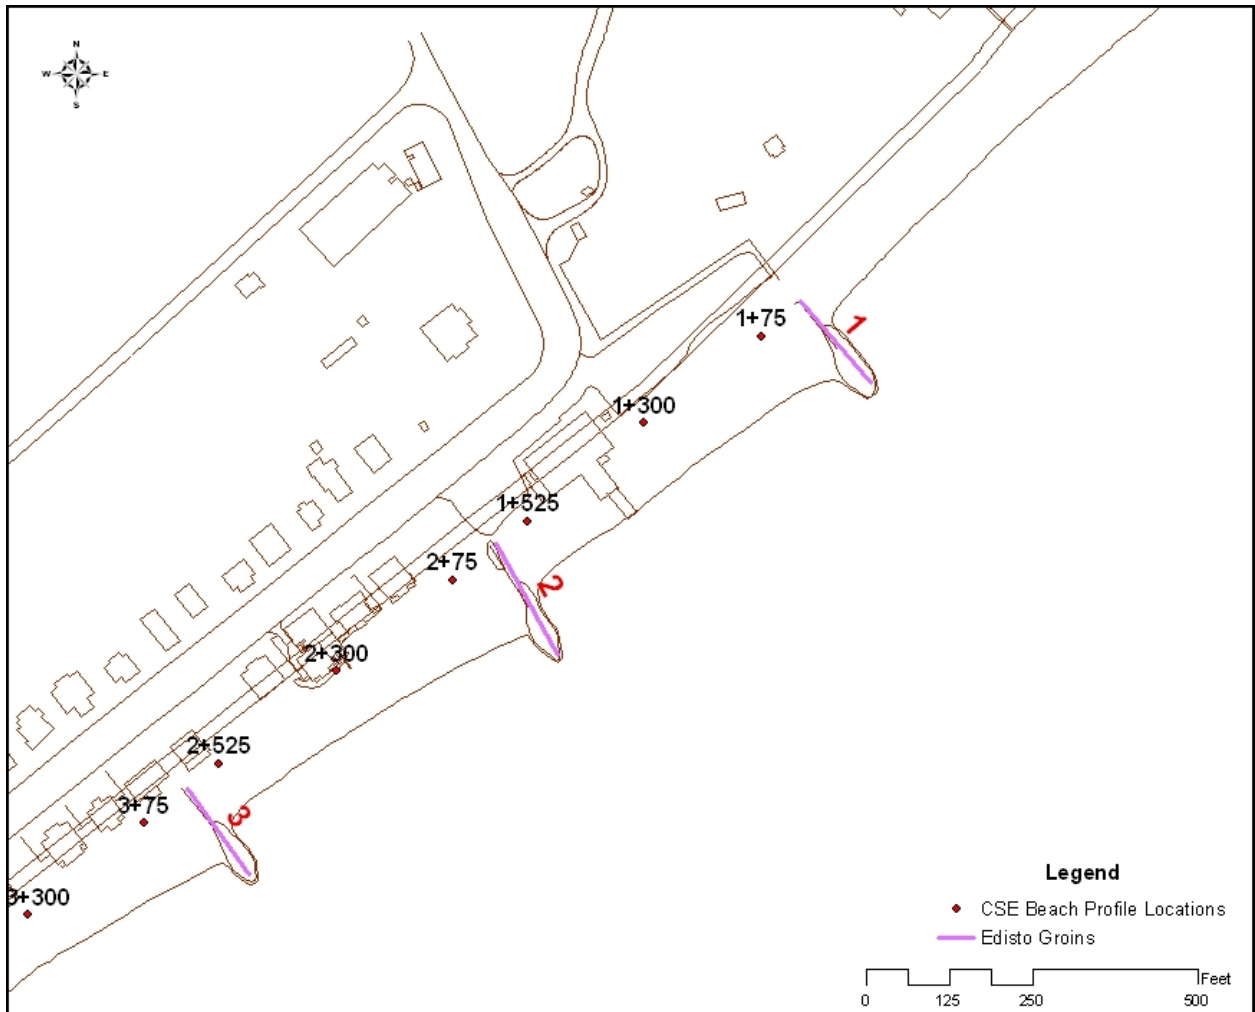 N
W E
S
1+75
1
1+300
1+525
2+75
2
2+300
2+525
3+75
3
3+300
Legend
CSE Beach Profile Locations
Edisto Groins
Feet
0 125 250 500